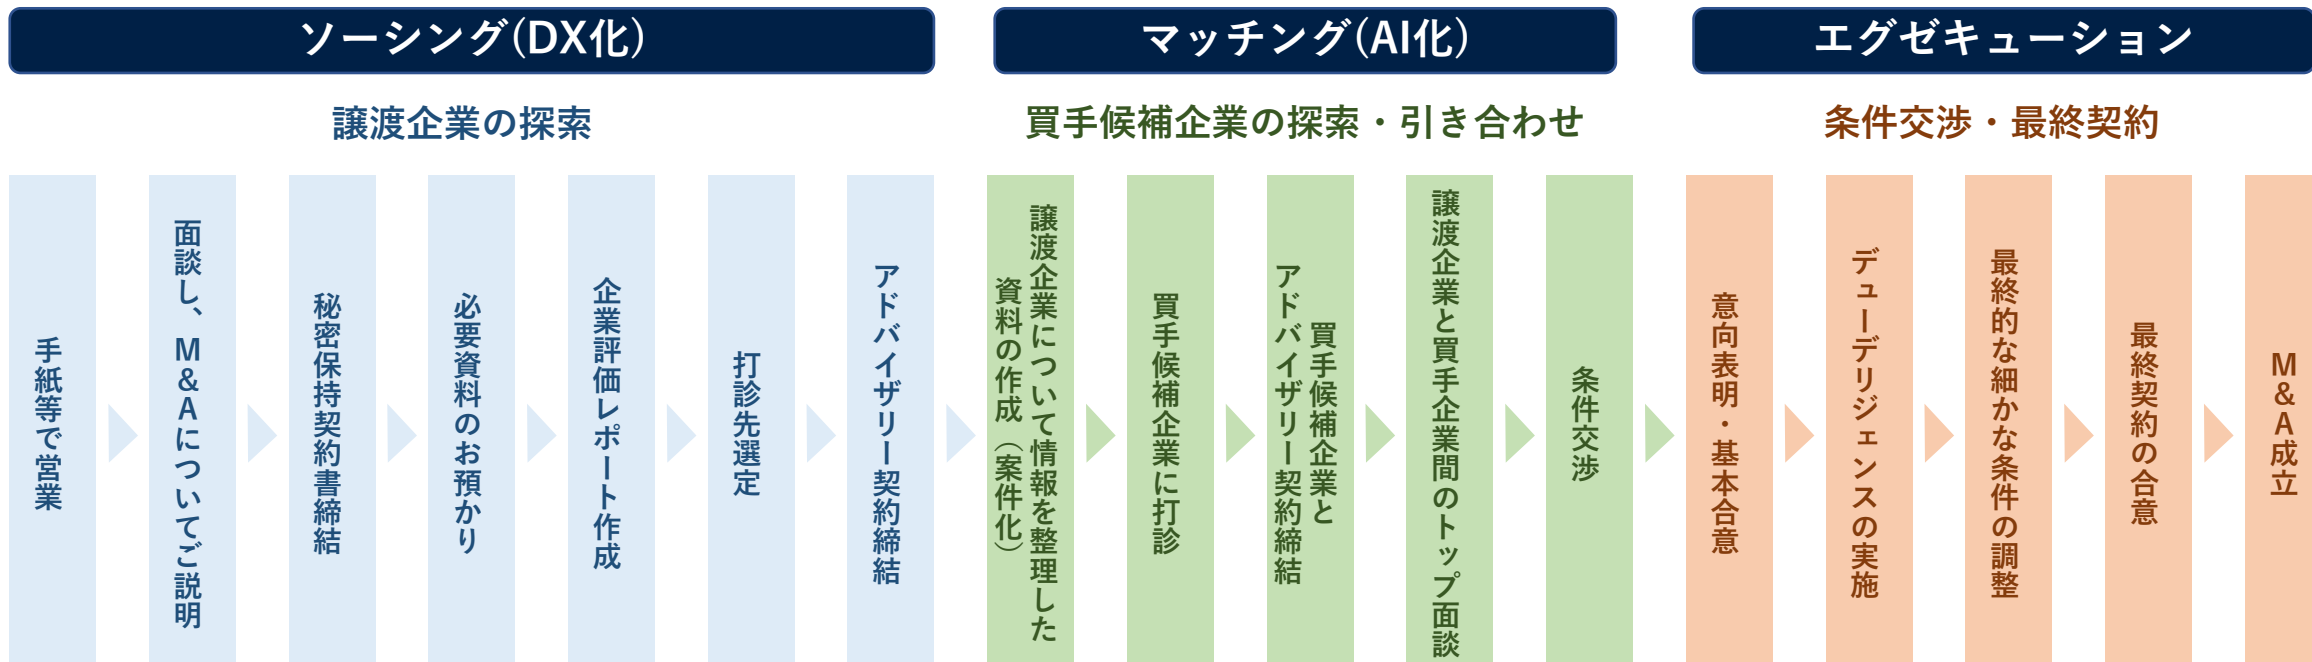 ソーシング(DX化)
マッチング(AI化)
エグゼキューション
譲渡企業の探索
買手候補企業の探索・引き合わせ
条件交渉・最終契約
手紙等で営業
面談し、M&Aについてご説明
秘密保持契約書締結
必要資料のお預かり
企業評価レポート作成
打診先選定
アドバイザリー契約締結
譲渡企業について情報を整理した
資料の作成（案件化）
買手候補企業に打診
買手候補企業と
アドバイザリー契約締結
譲渡企業と買手企業間のトップ面談
条件交渉
意向表明・基本合意
デューデリジェンスの実施
最終的な細かな条件の調整
最終契約の合意
M&A成立